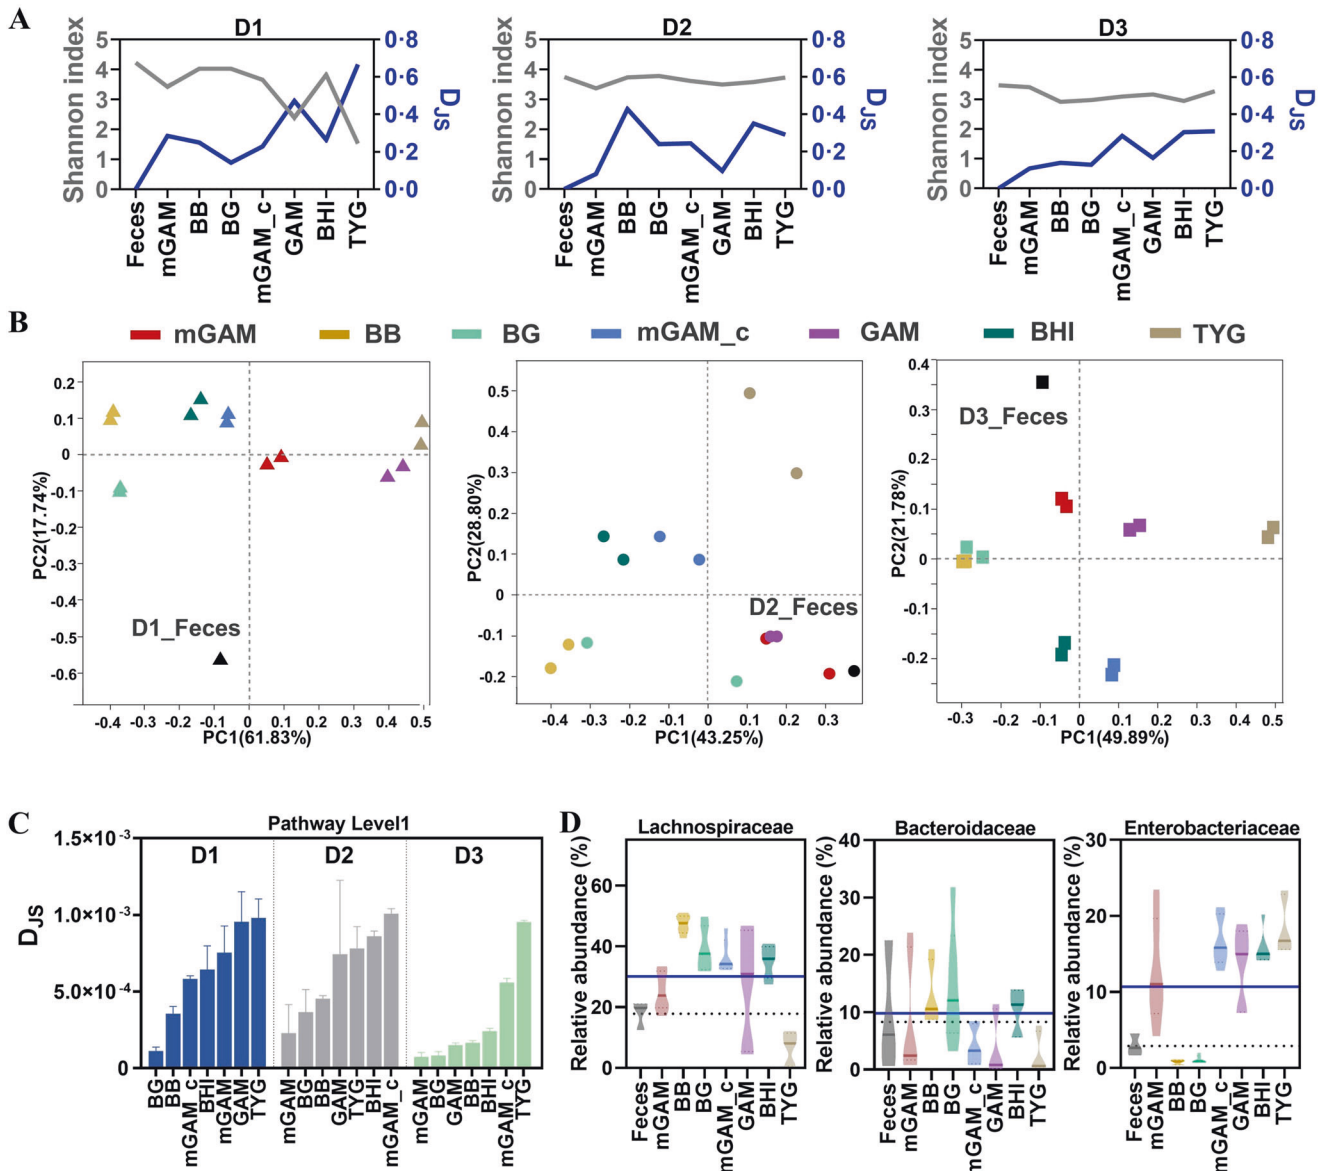 A
D1
D2
D3
Shannon index
5
4
3
2
1
0
0·8
0·6
0·4
0·2
0·0
DJS
Feces
mGAM
BB
BG
mGAM_c
GAM
BHI
TYG
Shannon index
5
4
3
2
1
0
0·8
0·6
0·4
0·2
0·0
DJS
Feces
mGAM
BB
BG
mGAM_c
GAM
BHI
TYG
Shannon index
5
4
3
2
1
0
0·8
0·6
0·4
0·2
0·0
DJS
Feces
mGAM
BB
BG
mGAM_c
GAM
BHI
TYG
B
mGAM BB BG mGAM_c GAM BHI TYG
PC2(17.74%)
0.2
0.1
0
-0.1
-0.2
-0.3
-0.4
-0.5
-0.6
D1_Feces
-0.4 -0.3 -0.2 -0.1 0 0.1 0.2 0.3 0.4 0.5
PC1(61.83%)
PC2(28.80%)
0.5
0.4
0.3
0.2
0.1
0
-0.1
-0.2
D2_Feces
-0.4 -0.3 -0.2 -0.1 0 0.1 0.2 0.3
PC1(43.25%)
PC2(21.78%)
0.4
0.3
0.2
0.1
0
-0.1
-0.2
D3_Feces
-0.3 -0.2 -0.1 0 0.1 0.2 0.3 0.4 0.5
PC1(49.89%)
C
Pathway Level1
DJS
1.5×10-3
1.0×10-3
5.0×10-4
0
D1
D2
D3
BG
BB
mGAM_c
BHI
mGAM
GAM
TYG
mGAM
BG
BB
GAM
TYG
BHI
mGAM_c
mGAM
BG
GAM
BB
BHI
mGAM_c
TYG
D
Lachnospiraceae
Relative abundance (%)
60
40
20
0
Feces
mGAM
BB
BG
mGAM_c
GAM
BHI
TYG
Bacteroidaceae
Relative abundance (%)
40
30
20
10
0
Feces
mGAM
BB
BG
mGAM_c
GAM
BHI
TYG
Enterobacteriaceae
Relative abundance (%)
30
20
10
0
Feces
mGAM
BB
BG
mGAM_c
GAM
BHI
TYG